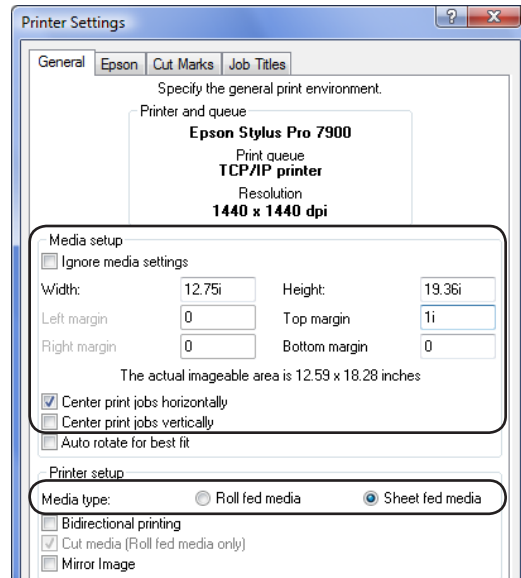 Printer Settings
General Epson Cut Marks Job Titles
Specify the general print environment.
Printer and queue
Epson Stylus Pro 7900
Print queue
TCP/IP printer
Resolution
1440 x 1440 dpi
Media setup
Ignore media settings
Width: 12.75i Height: 19.36i
Left margin 0 Top margin 1i
Right margin 0 Bottom margin 0
The actual imageable area is 12.59 x 18.28 inches
Center print jobs horizontally
Center print jobs vertically
Auto rotate for best fit
Printer setup
Media type: Roll fed media Sheet fed media
Bidirectional printing
Cut media (Roll fed media only)
Mirror Image